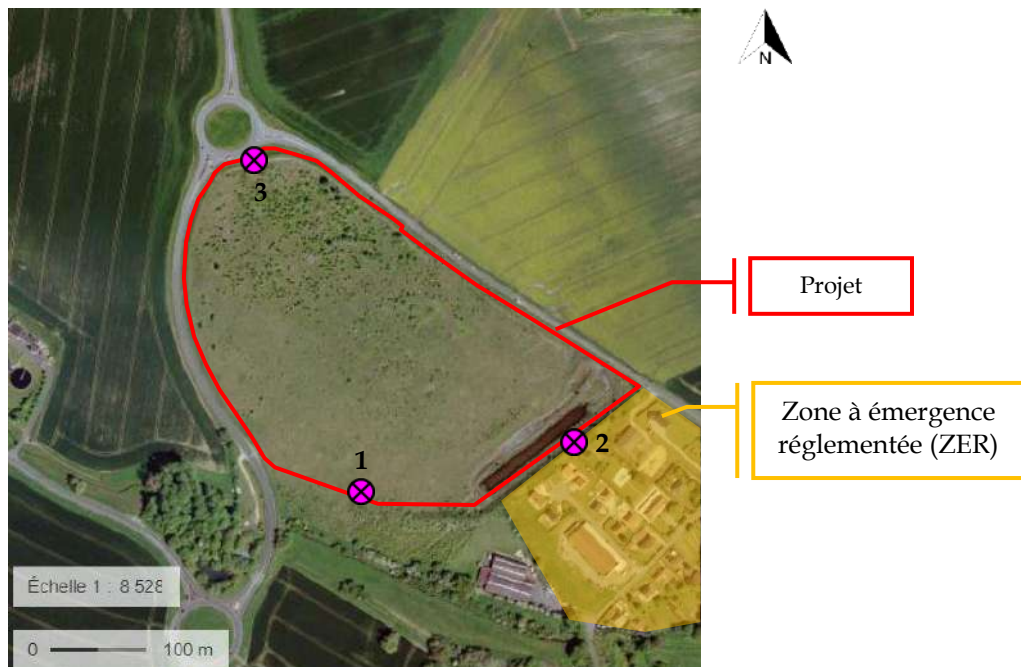 N
3
Projet
Zone à émergence
réglementée (ZER)
2
1
Échelle 1 : 8 528
0 100 m